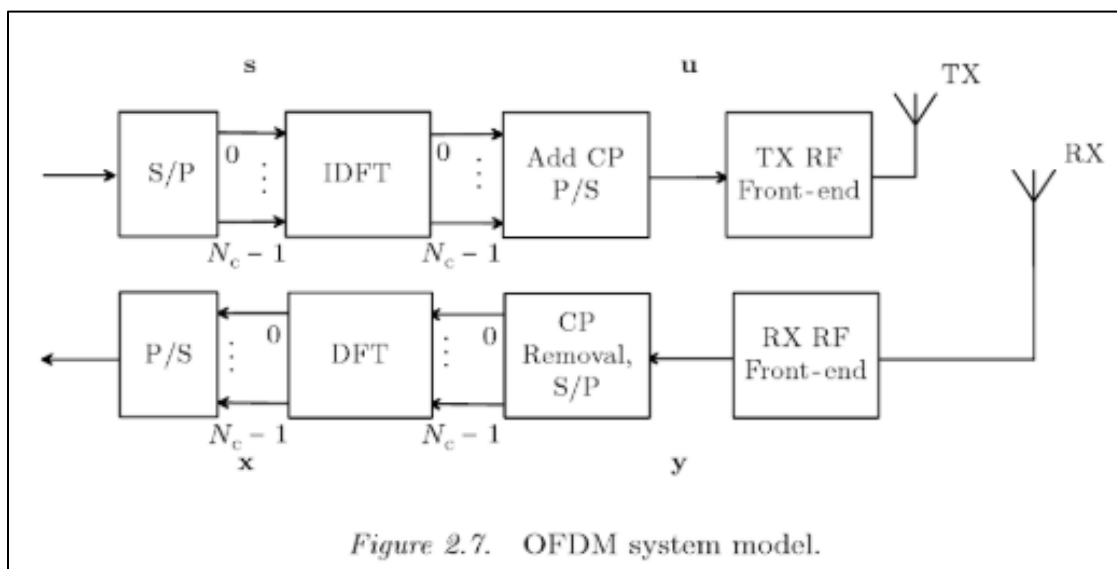 s
u
TX
RX
S/P
0
⋮
N_c − 1
IDFT
0
⋮
N_c − 1
Add CP
P/S
TX RF
Front-end
P/S
0
⋮
N_c − 1
DFT
0
⋮
N_c − 1
CP
Removal,
S/P
RX RF
Front-end
x
y
Figure 2.7. OFDM system model.